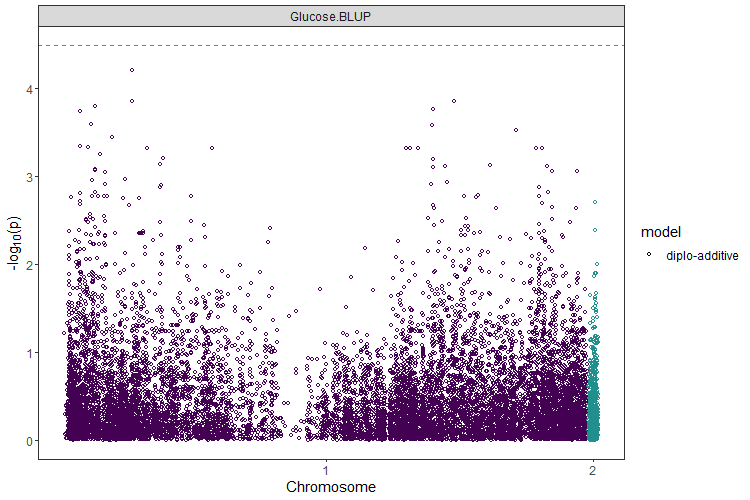 Glucose.BLUP
4
3
2
1
0
-log10(p)
1
2
Chromosome
model
diplo-additive